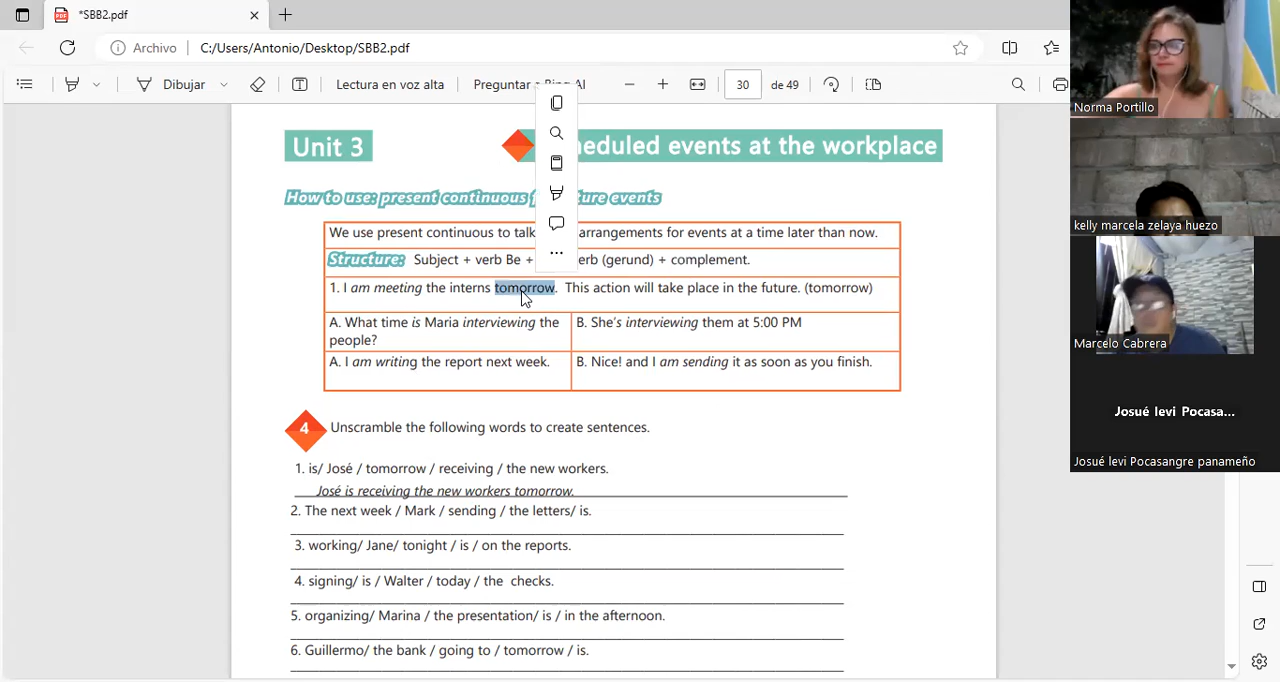 *SBB2.pdf
Archivo
C:/Users/Antonio/Desktop/SBB2.pdf
Dibujar
Lectura en voz alta
Preguntar a Bing AI
30
de 49
Unit 3
heduled events at the workplace
How to use: present continuous f ture events
We use present continuous to talk arrangements for events at a time later than now.
Structure: Subject + verb Be + erb (gerund) + complement.
1. I am meeting the interns tomorrow. This action will take place in the future. (tomorrow)
A. What time is Maria interviewing the people?
B. She's interviewing them at 5:00 PM
A. I am writing the report next week.
B. Nice! and I am sending it as soon as you finish.
4 Unscramble the following words to create sentences.
1. is/ José / tomorrow / receiving / the new workers.
José is receiving the new workers tomorrow.
2. The next week / Mark / sending / the letters/ is.
3. working/ Jane/ tonight / is / on the reports.
4. signing/ is / Walter / today / the checks.
5. organizing/ Marina / the presentation/ is / in the afternoon.
6. Guillermo/ the bank / going to / tomorrow / is.
Norma Portillo
kelly marcela zelaya huezo
Marcelo Cabrera
Josué levi Pocasa...
Josué levi Pocasangre panameño